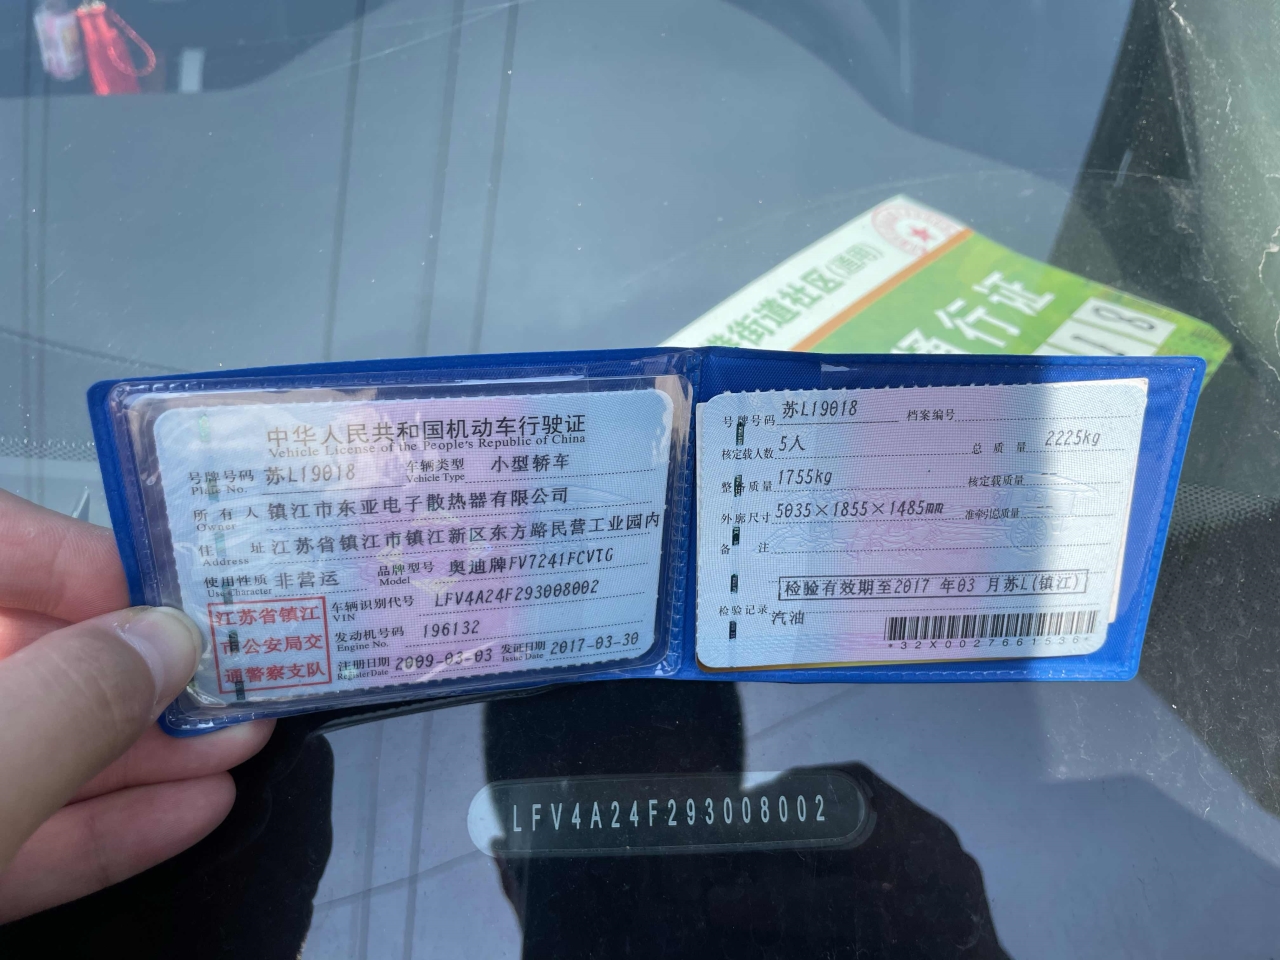 街道社区(通用)
通行证
118
中华人民共和国机动车行驶证
Vehicle License of the People's Republic of China
号牌号码 苏L19018 车辆类型 小型轿车
Plate No. Vehicle Type
所有人 镇江市东亚电子散热器有限公司
Owner
住址 江苏省镇江市镇江新区东方路民营工业园内
Address
使用性质 非营运 品牌型号 奥迪牌FV7241FCVTG
Use Character Model
江苏省镇江
市公安局交
通警察支队
车辆识别代号 LFV4A24F293008002
VIN
发动机号码 196132
Engine No.
注册日期 2009-03-03 发证日期 2017-03-30
Register Date Issue Date
号牌号码 苏L19018 档案编号
核定载人数 5人 总质量 2225kg
整备质量 1755kg 核定载质量 --
外廓尺寸 5035×1855×1485mm 准牵引总质量 --
备注
检验有效期至2017年03月苏L(镇江)
检验记录 汽油
*32X0027661536*
LFV4A24F293008002